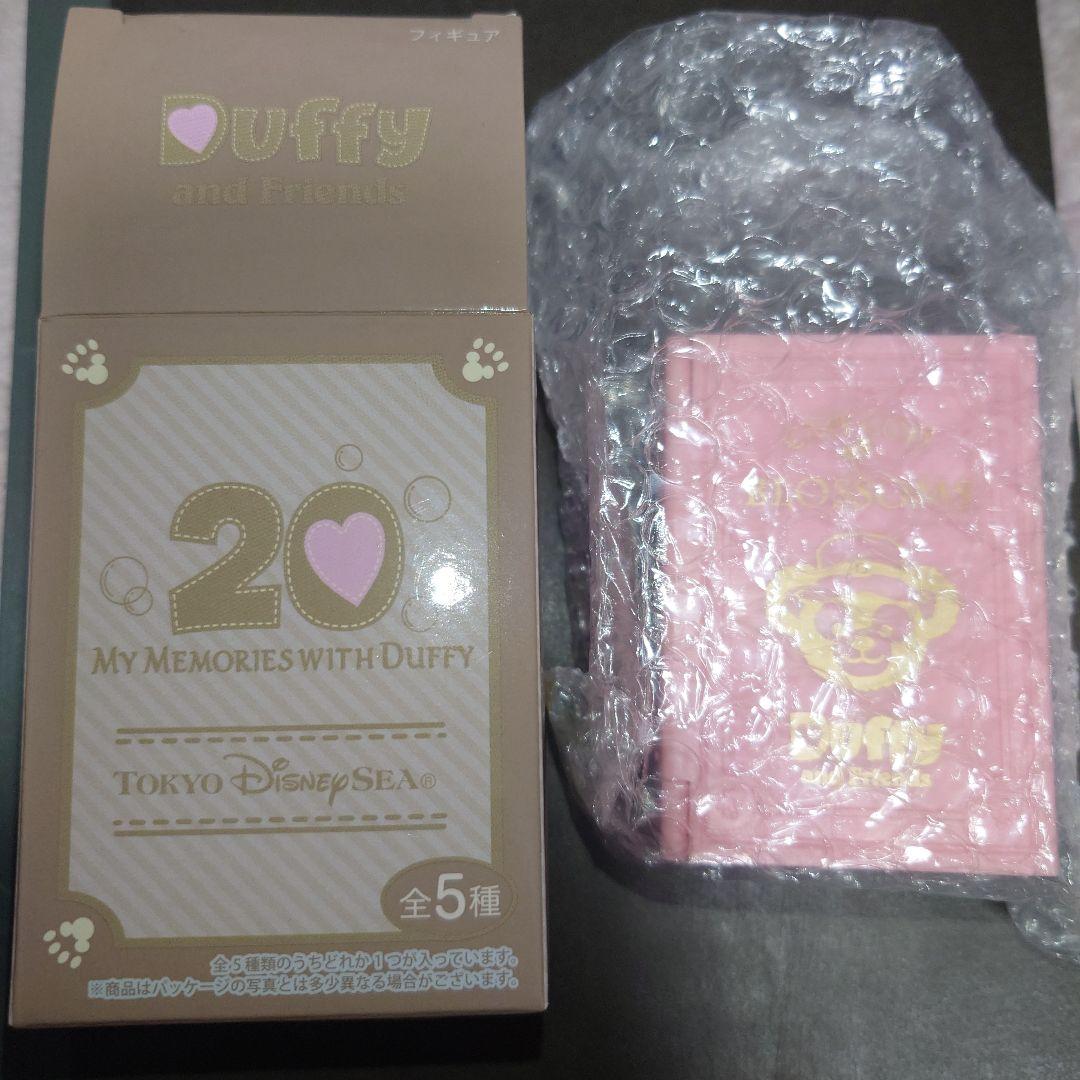 フィギュア
Duffy
and Friends
20
MY MEMORIES WITH DUFFY
TOKYO DISNEYSEA®
全5種
全5種類のうちどれか1つが入っています。
※商品はパッケージの写真とは多少異なる場合がございます。
BLOSSOMS
Duffy
and Friends